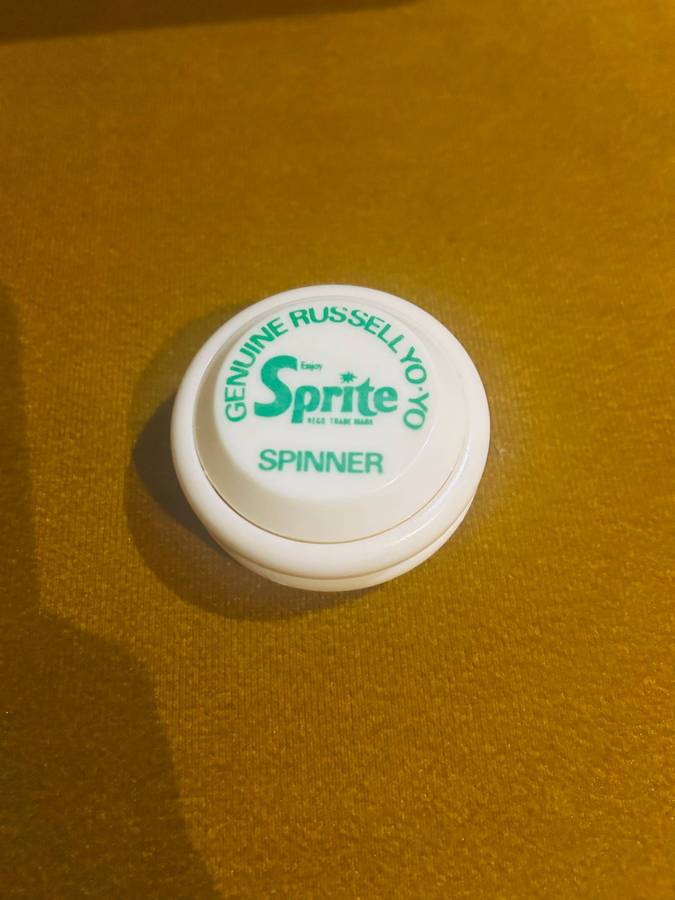 GENUINE RUSSELL YO-YO
Enjoy
Sprite
REGD TRADE MARK
SPINNER